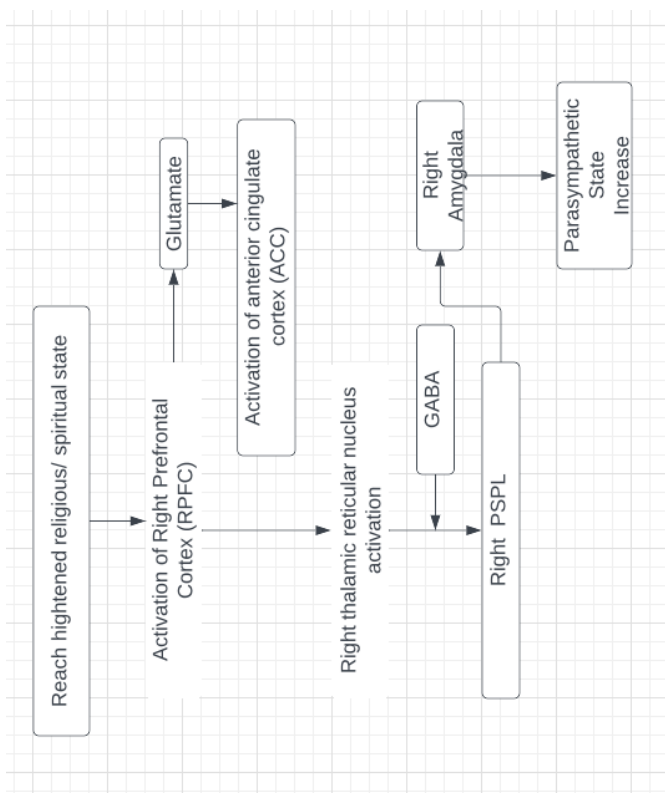 Reach hightened religious/ spiritual state
Activation of Right Prefrontal
Cortex (RPFC)
Glutamate
Activation of anterior cingulate
cortex (ACC)
Right thalamic reticular nucleus
activation
GABA
Right PSPL
Right
Amygdala
Parasympathetic
State
Increase